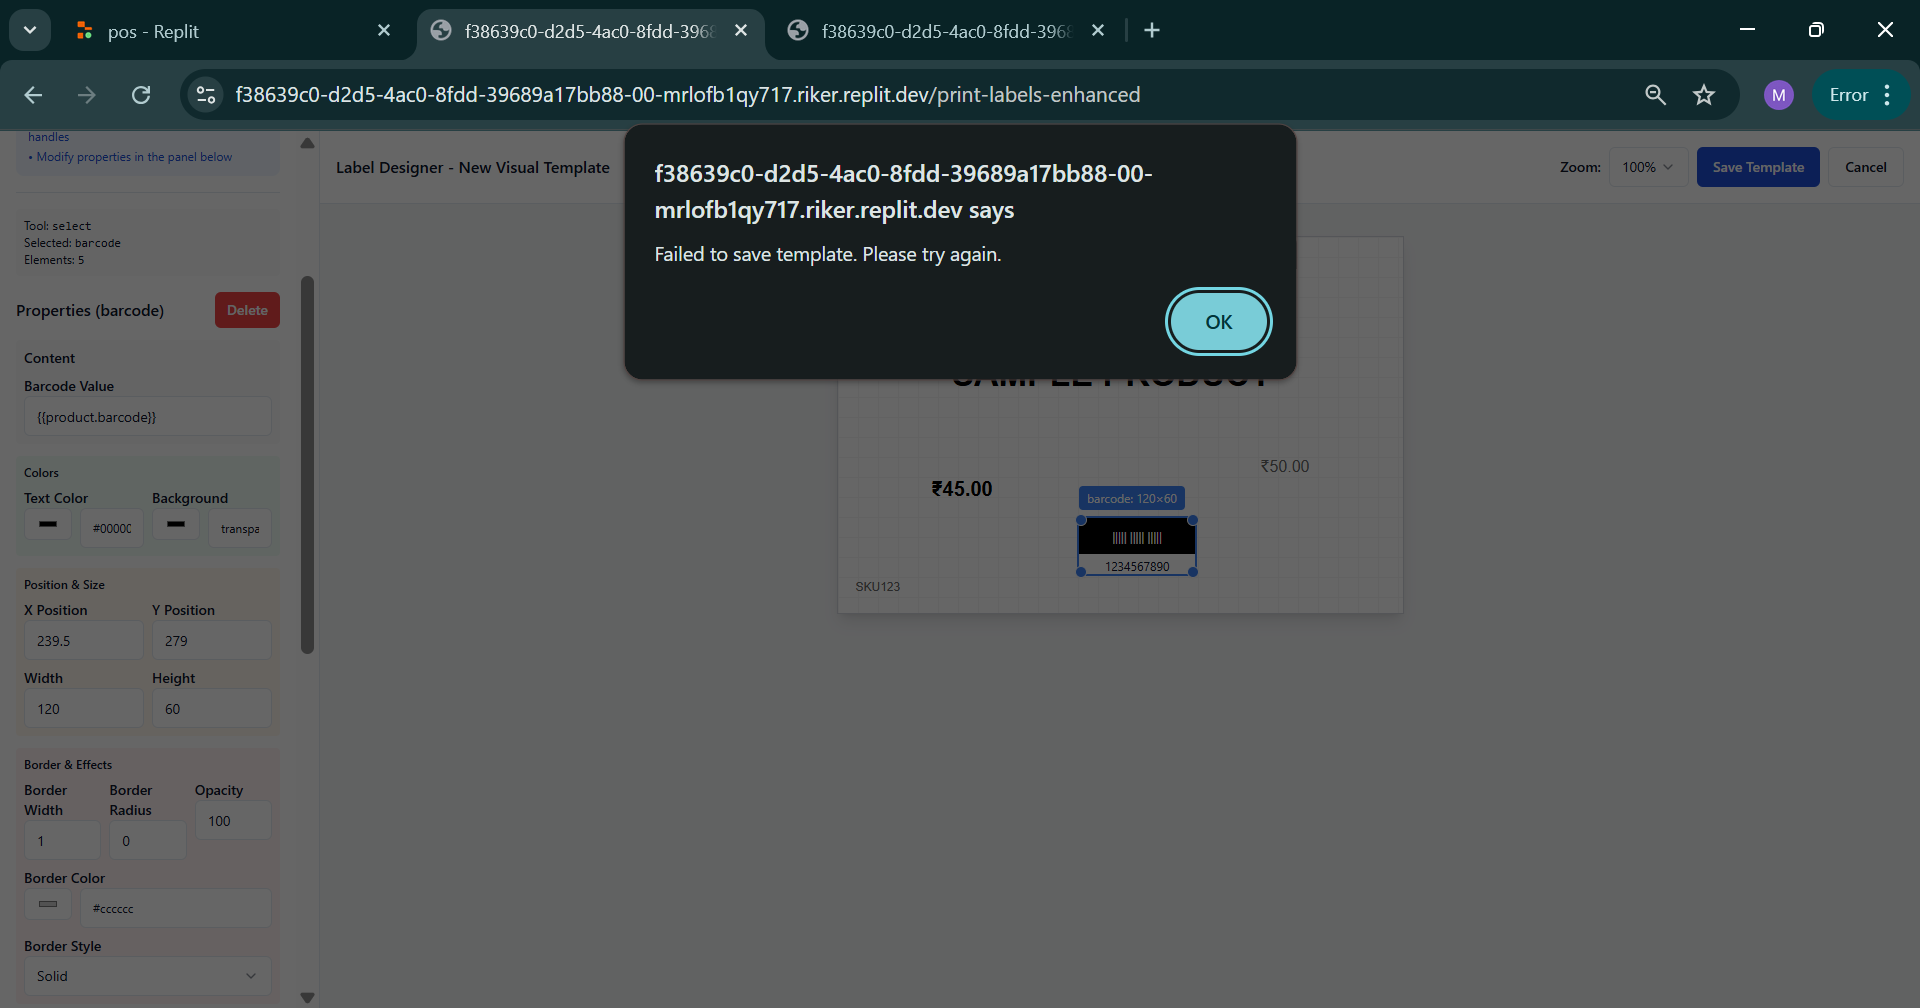 pos - Replit
f38639c0-d2d5-4ac0-8fdd-3968
f38639c0-d2d5-4ac0-8fdd-3968
f38639c0-d2d5-4ac0-8fdd-39689a17bb88-00-mrlofb1qy717.riker.replit.dev/print-labels-enhanced
M
Error
handles
• Modify properties in the panel below
Tool: select
Selected: barcode
Elements: 5
Properties (barcode)
Delete
Content
Barcode Value
{{product.barcode}}
Colors
Text Color
Background
#00000
transpa
Position & Size
X Position
Y Position
239.5
279
Width
Height
120
60
Border & Effects
Border Width
Border Radius
Opacity
1
0
100
Border Color
#cccccc
Border Style
Solid
Label Designer - New Visual Template
Zoom:
100%
Save Template
Cancel
f38639c0-d2d5-4ac0-8fdd-39689a17bb88-00-
mrlofb1qy717.riker.replit.dev says
Failed to save template. Please try again.
OK
SAMPLE PRODUCT
₹50.00
₹45.00
barcode: 120×60
1234567890
SKU123